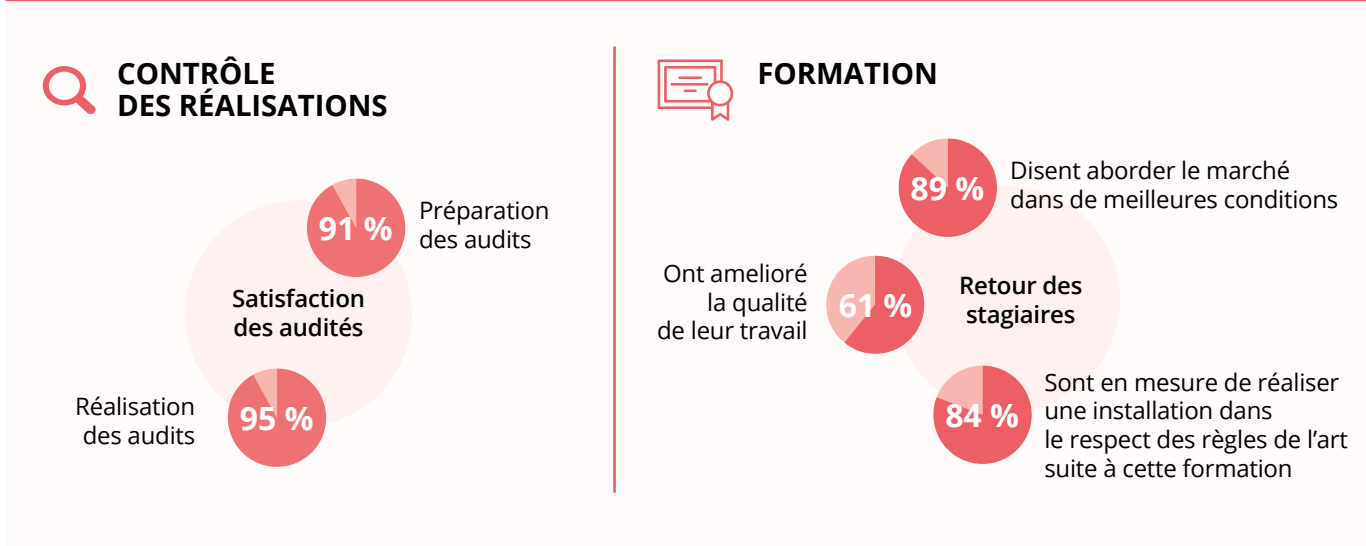 CONTRÔLE
DES RÉALISATIONS
91 %
Préparation
des audits
Satisfaction
des audités
Réalisation
des audits
95 %
FORMATION
89 %
Disent aborder le marché
dans de meilleures conditions
Ont amelioré
la qualité
de leur travail
61 %
Retour des
stagiaires
84 %
Sont en mesure de réaliser
une installation dans
le respect des règles de l’art
suite à cette formation